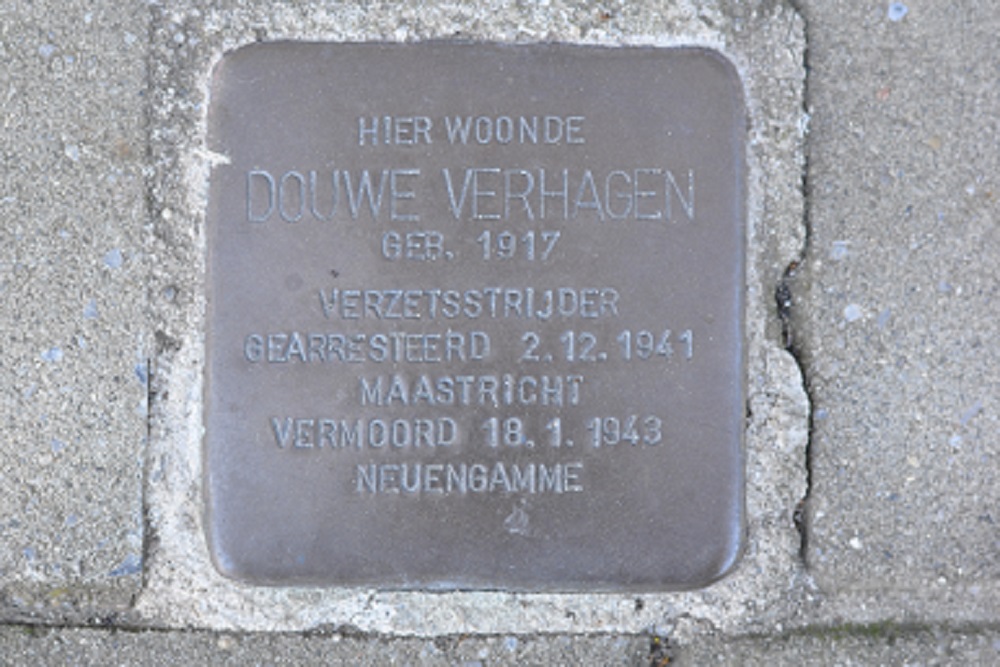 HIER WOONDE
DOUWE VERHAGEN
GEB. 1917
VERZETSSTRIJDER
GEARRESTEERD 2.12.1941
MAASTRICHT
VERMOORD 18.1.1943
NEUENGAMME